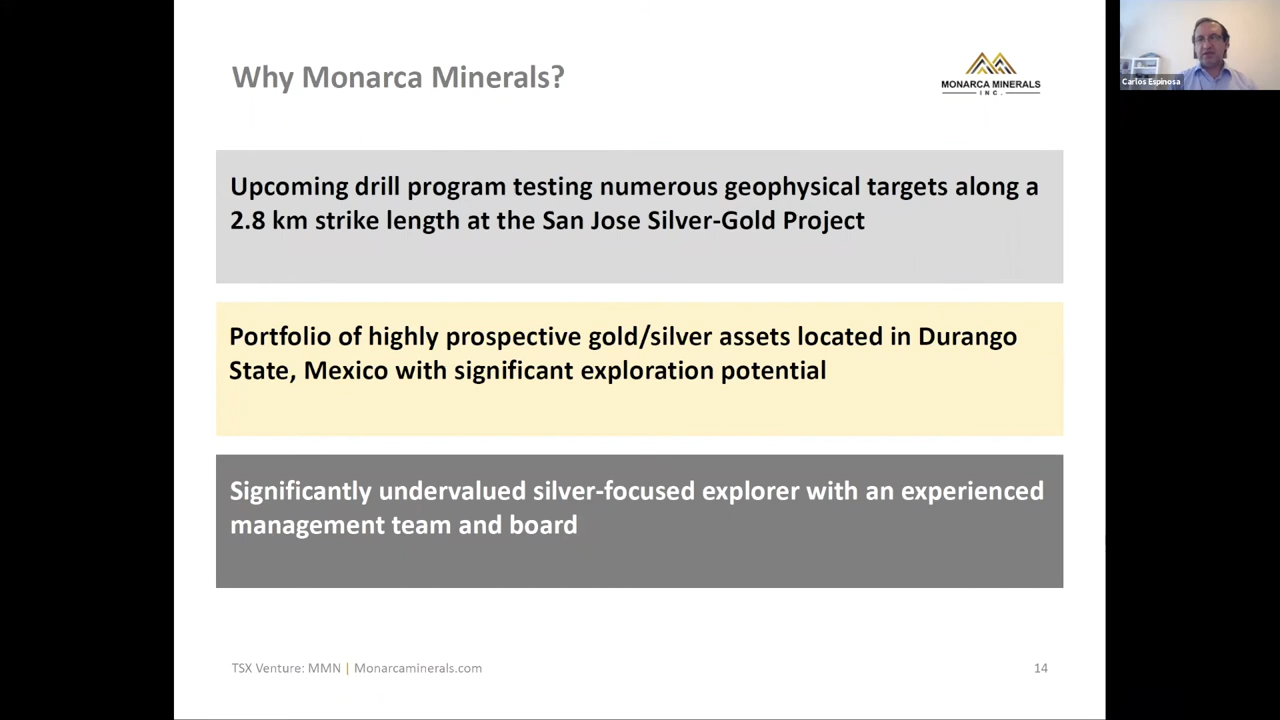 Why Monarca Minerals?
MONARCA MINERALS
INC.
Carlos Espinosa
Upcoming drill program testing numerous geophysical targets along a
2.8 km strike length at the San Jose Silver-Gold Project
Portfolio of highly prospective gold/silver assets located in Durango
State, Mexico with significant exploration potential
Significantly undervalued silver-focused explorer with an experienced
management team and board
TSX Venture: MMN | Monarcaminerals.com
14